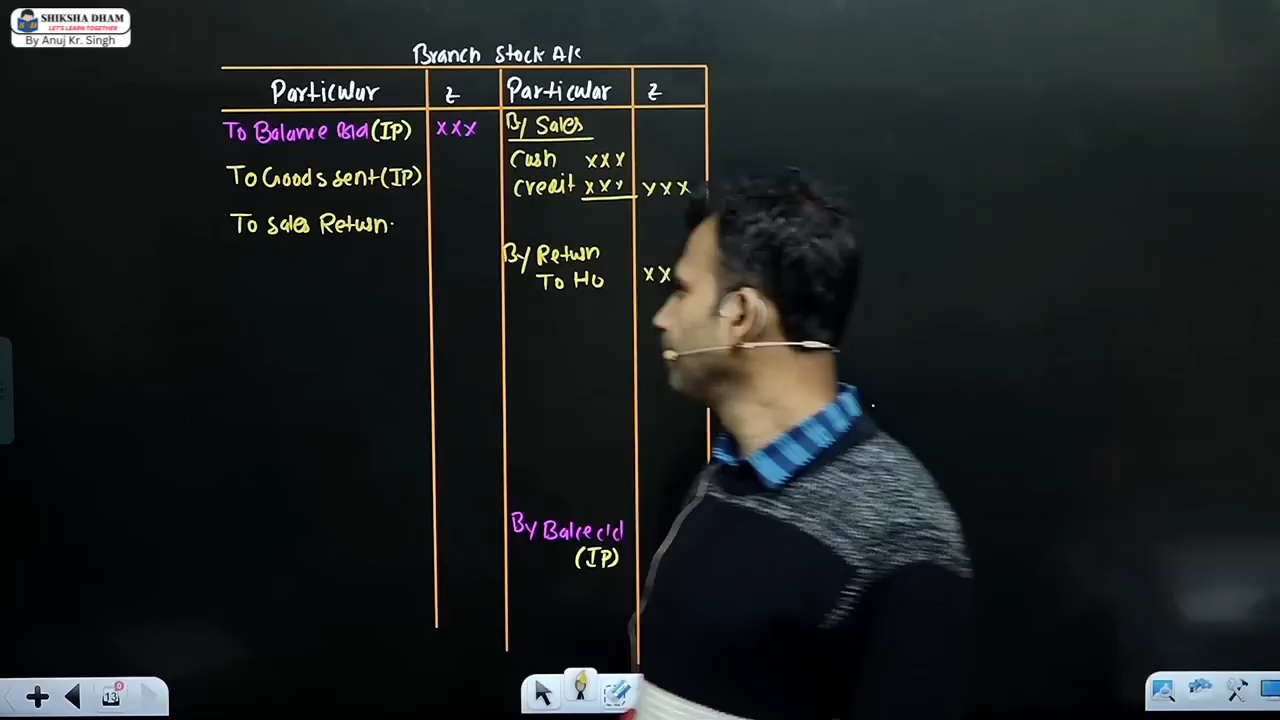 SHIKSHA DHAM
LET'S LEARN TOGETHER
By Anuj Kr. Singh
Branch Stock A/c
Particular ₹ Particular ₹
To Balance b/d (IP) xxx By Sales
Cash xxx
To Goods sent (IP) credit xxx xxx
To Sales Return
By Return
To HO xx
By Balce c/d
(IP)
13